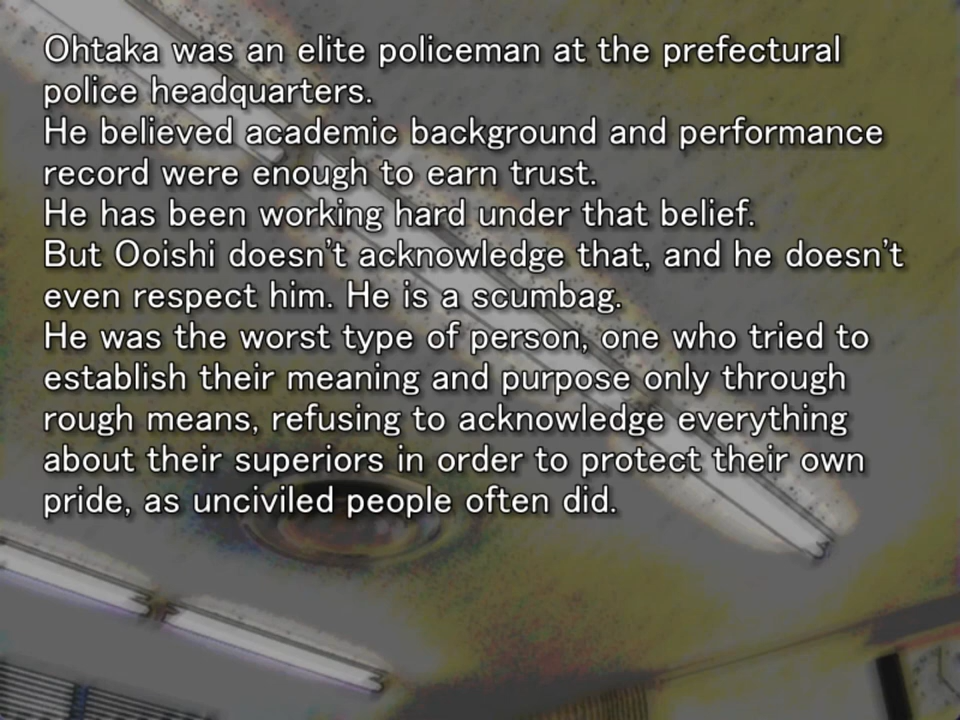 Ohtaka was an elite policeman at the prefectural
police headquarters.
He believed academic background and performance
record were enough to earn trust.
He has been working hard under that belief.
But Ooishi doesn't acknowledge that, and he doesn't
even respect him. He is a scumbag.
He was the worst type of person, one who tried to
establish their meaning and purpose only through
rough means, refusing to acknowledge everything
about their superiors in order to protect their own
pride, as unciviled people often did.